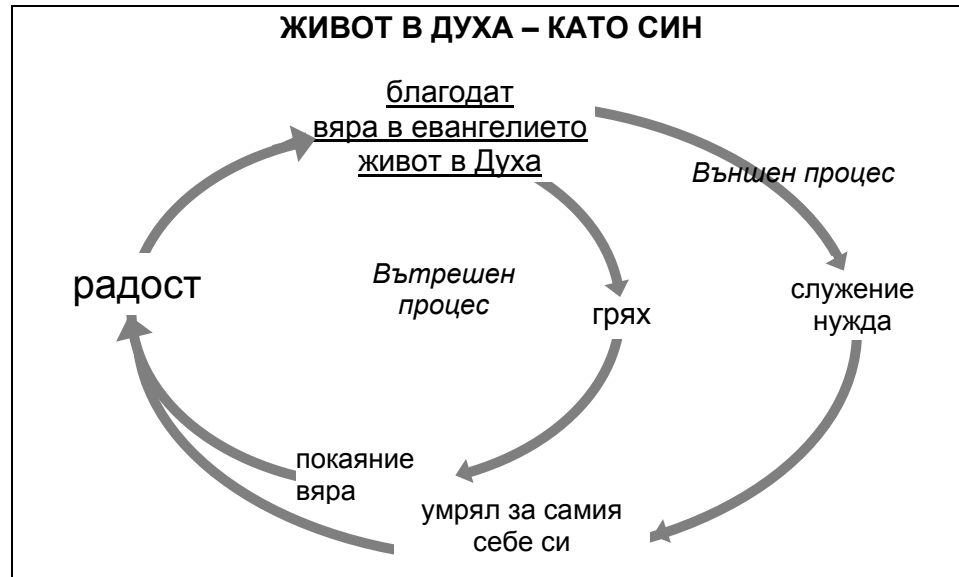 ЖИВОТ В ДУХА – КАТО СИН
благодат
вяра в евангелието
живот в Духа
Външен процес
Вътрешен
процес
радост
грях
служение
нужда
покаяние
вяра
умрял за самия
себе си